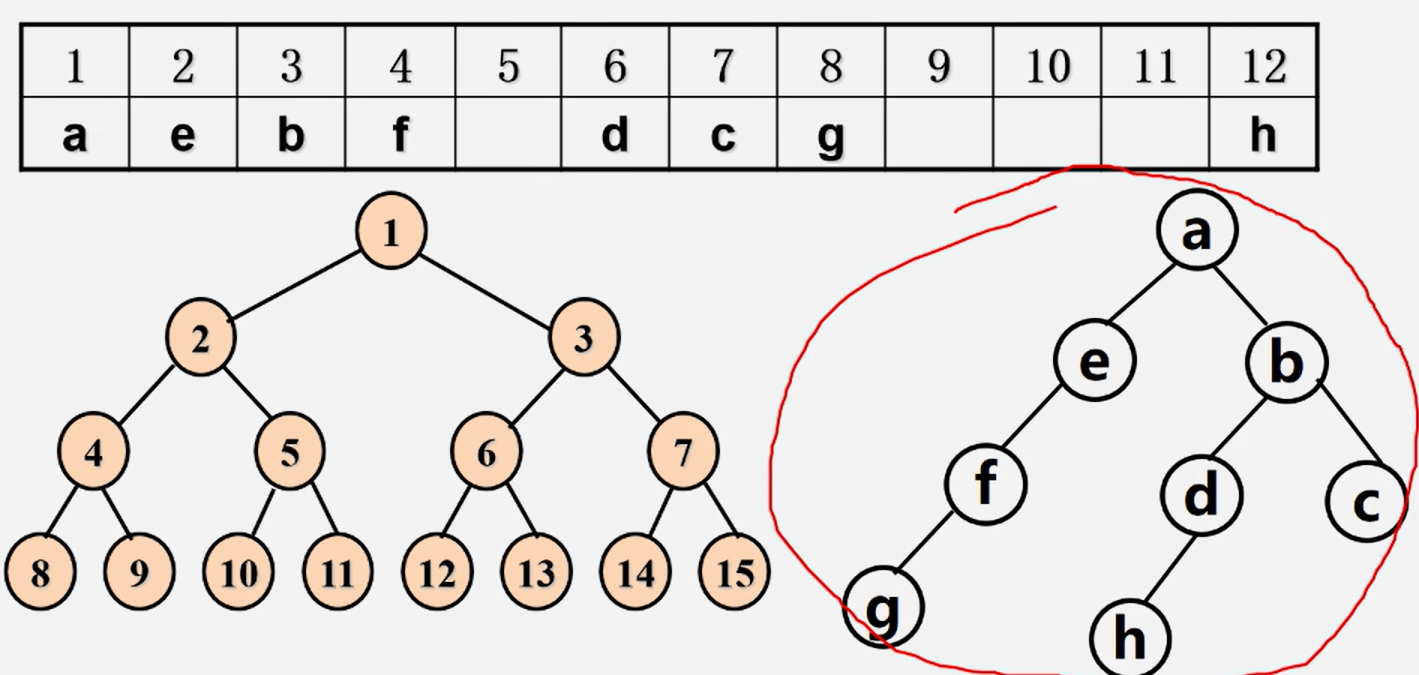 1 2 3 4 5 6 7 8 9 10 11 12
a e b f d c g h
1
a
2 3
e b
4 5 6 7
f d c
8 9 10 11 12 13 14 15
g h